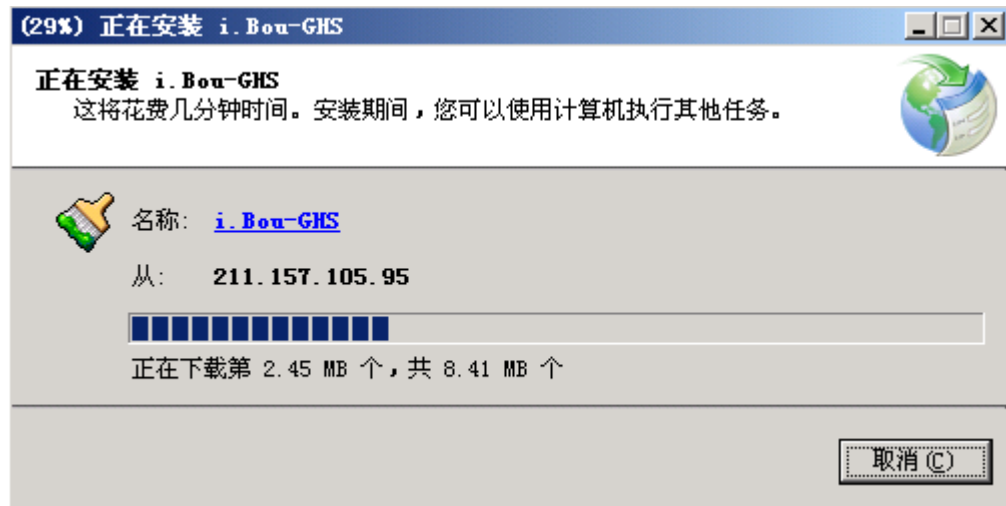 (29%) 正在安装 i.Bou-GHS
正在安装 i.Bou-GHS
这将花费几分钟时间。安装期间，您可以使用计算机执行其他任务。
名称: i.Bou-GHS
从: 211.157.105.95
正在下载第 2.45 MB 个，共 8.41 MB 个
取消(C)